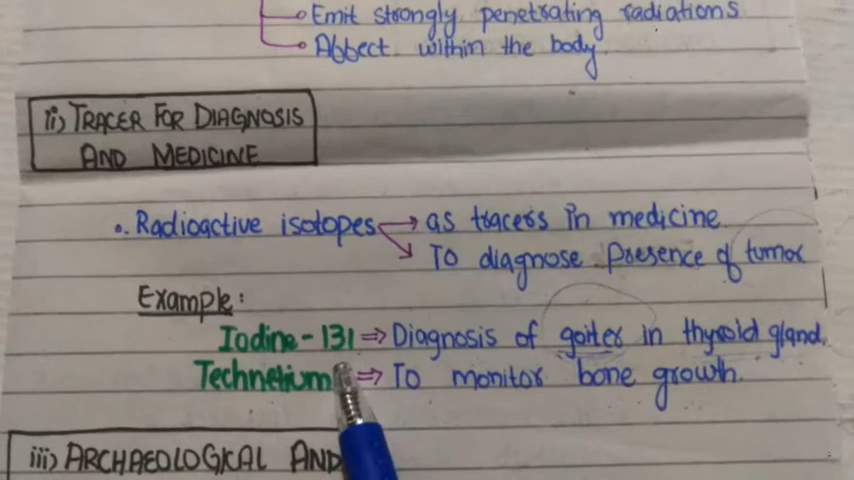 Emit strongly penetrating radiations
Abbect within the body.
ii) TRACER FOR DIAGNOSIS
AND MEDICINE
Radioactive isotopes → as tracers in medicine
↘ To diagnose presence of tumor
Example:
Iodine-131 ⇒ Diagnosis of goiter in thyroid gland.
Technetium ⇒ To monitor bone growth.
iii) ARCHAEOLOGICAL AND